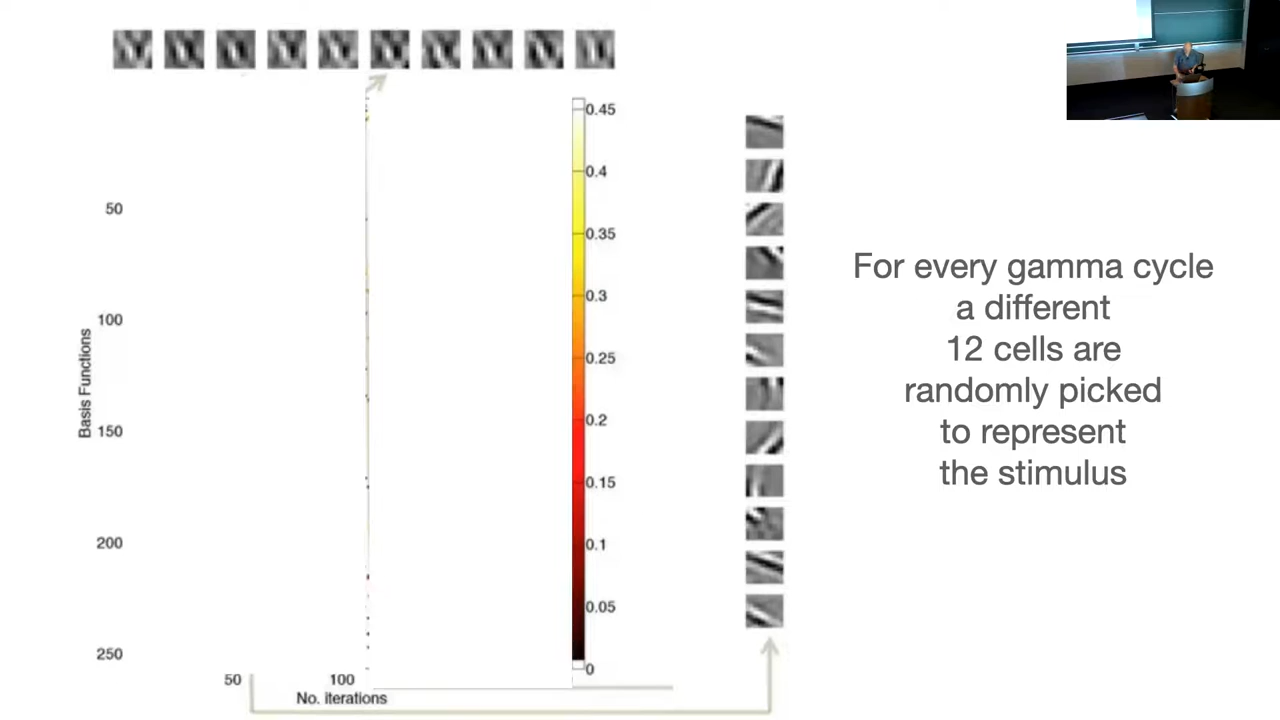 0.45
0.4
0.35
0.3
0.25
0.2
0.15
0.1
0.05
0
50
100
150
200
250
Basis Functions
50
100
No. iterations
For every gamma cycle
a different
12 cells are
randomly picked
to represent
the stimulus